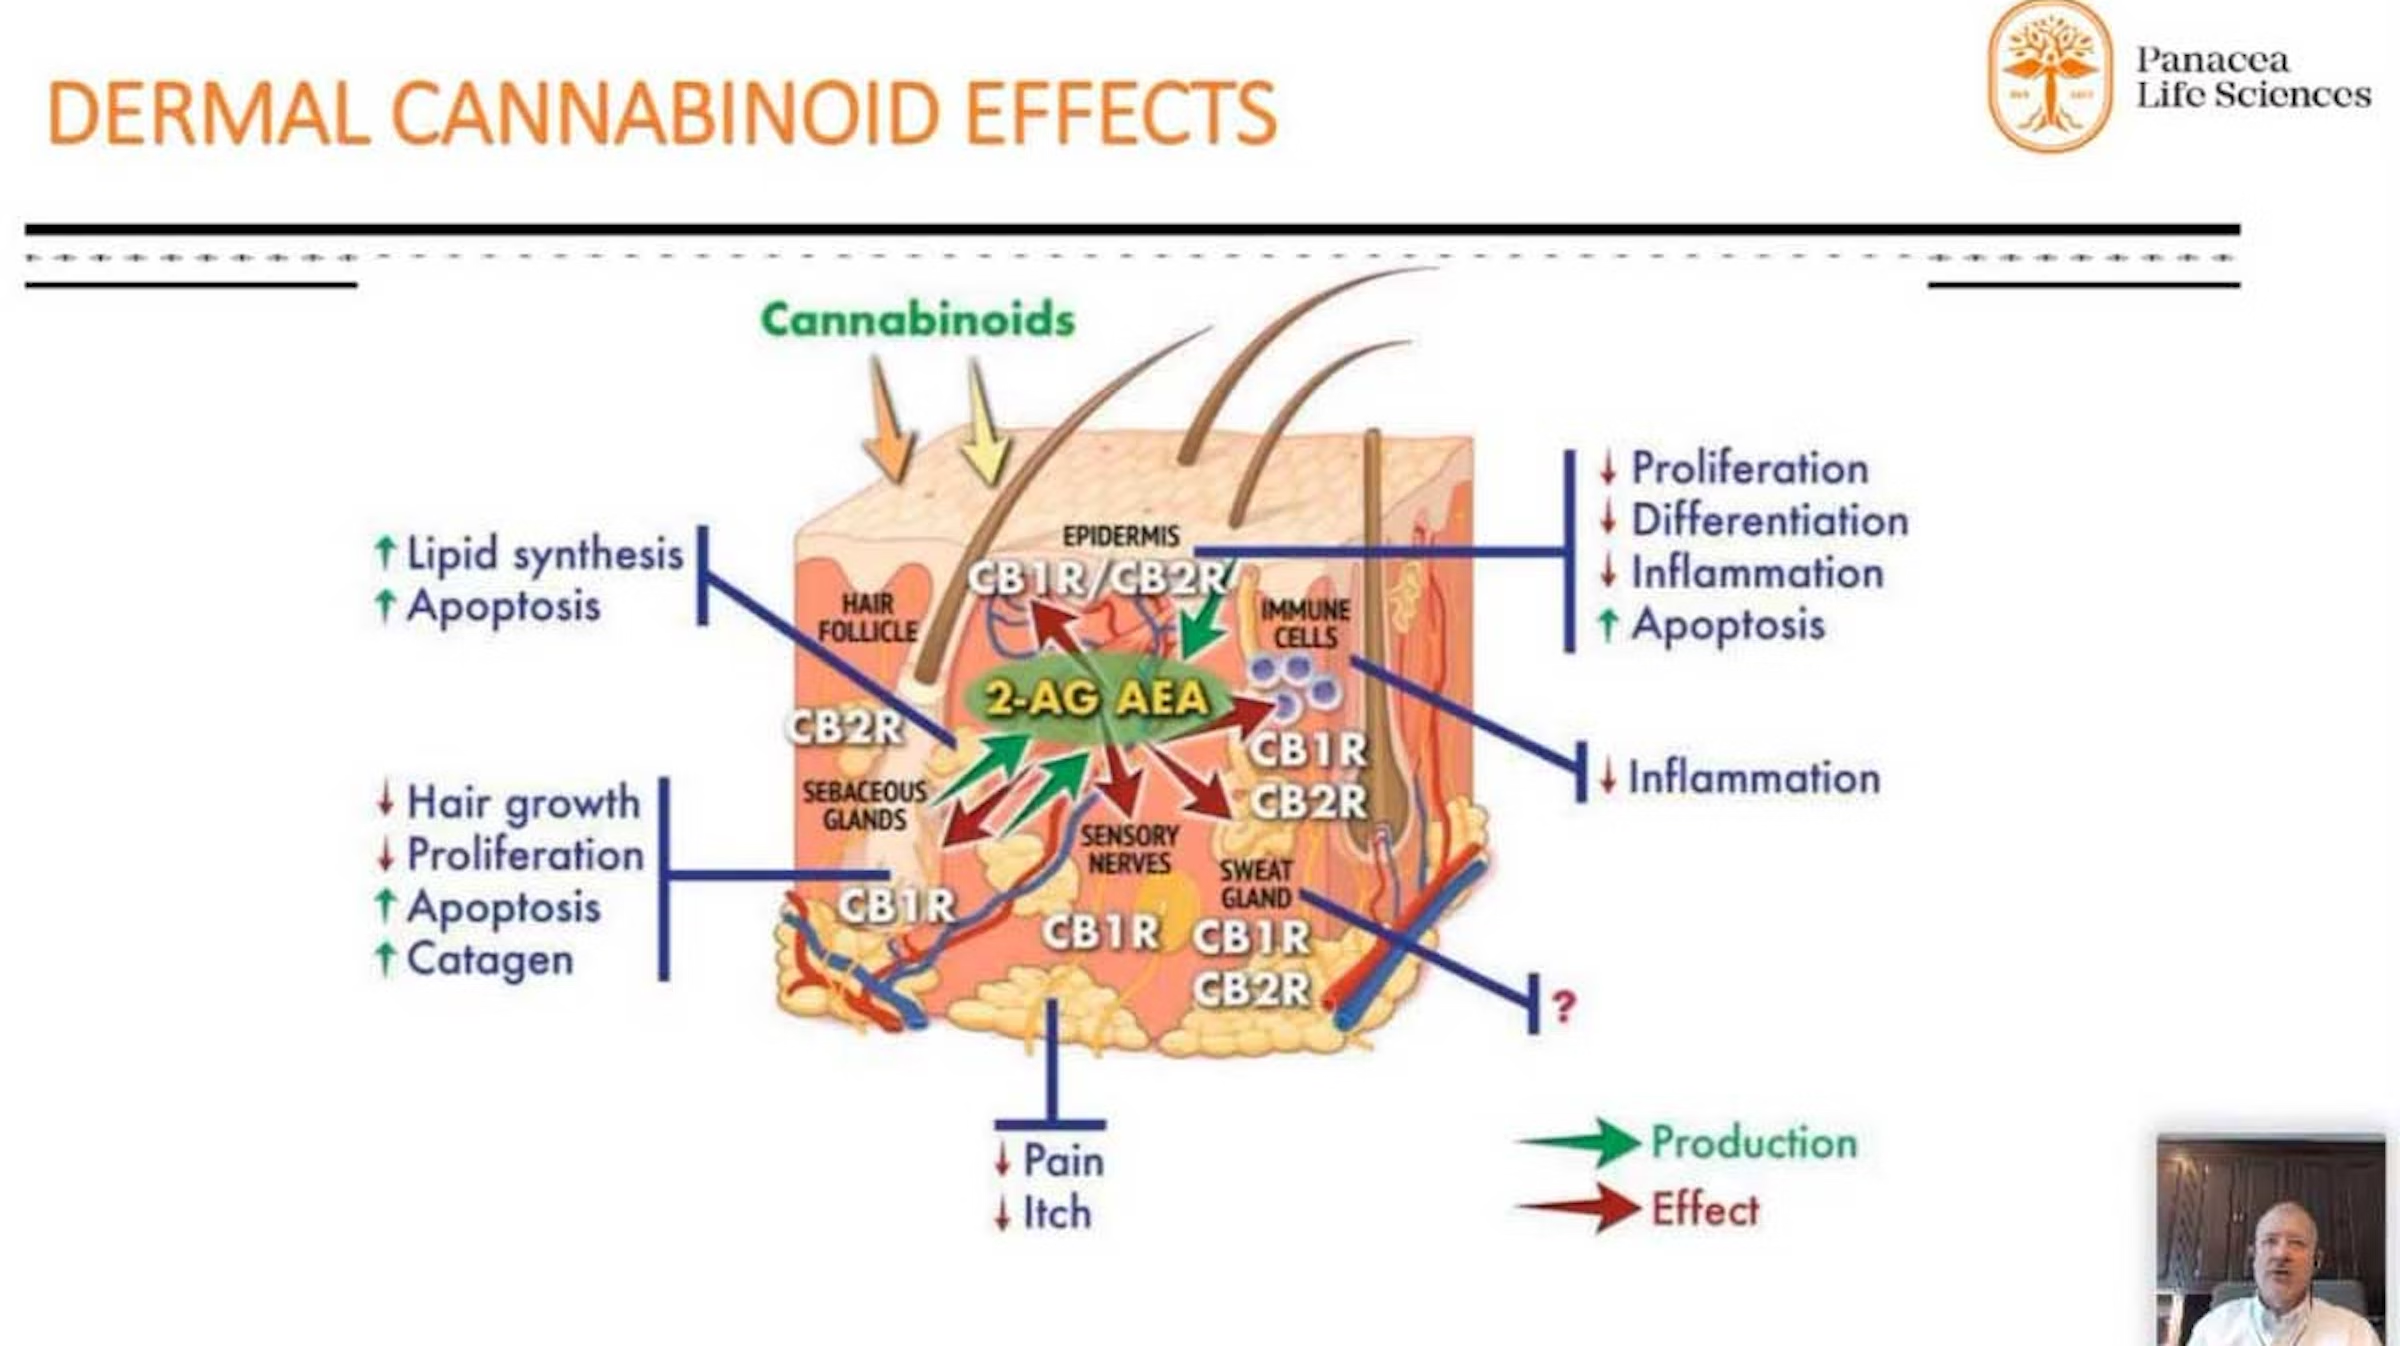 DERMAL CANNABINOID EFFECTS
Panacea
Life Sciences
Cannabinoids
↑ Lipid synthesis
↑ Apoptosis
↓ Hair growth
↓ Proliferation
↑ Apoptosis
↑ Catagen
EPIDERMIS
CB1R/CB2R
HAIR
FOLLICLE
IMMUNE
CELLS
2-AG AEA
CB2R
CB1R
CB2R
SEBACEOUS
GLANDS
SENSORY
NERVES
SWEAT
GLAND
CB1R
CB1R
CB1R
CB2R
↓ Proliferation
↓ Differentiation
↓ Inflammation
↑ Apoptosis
↓ Inflammation
?
↓ Pain
↓ Itch
Production
Effect